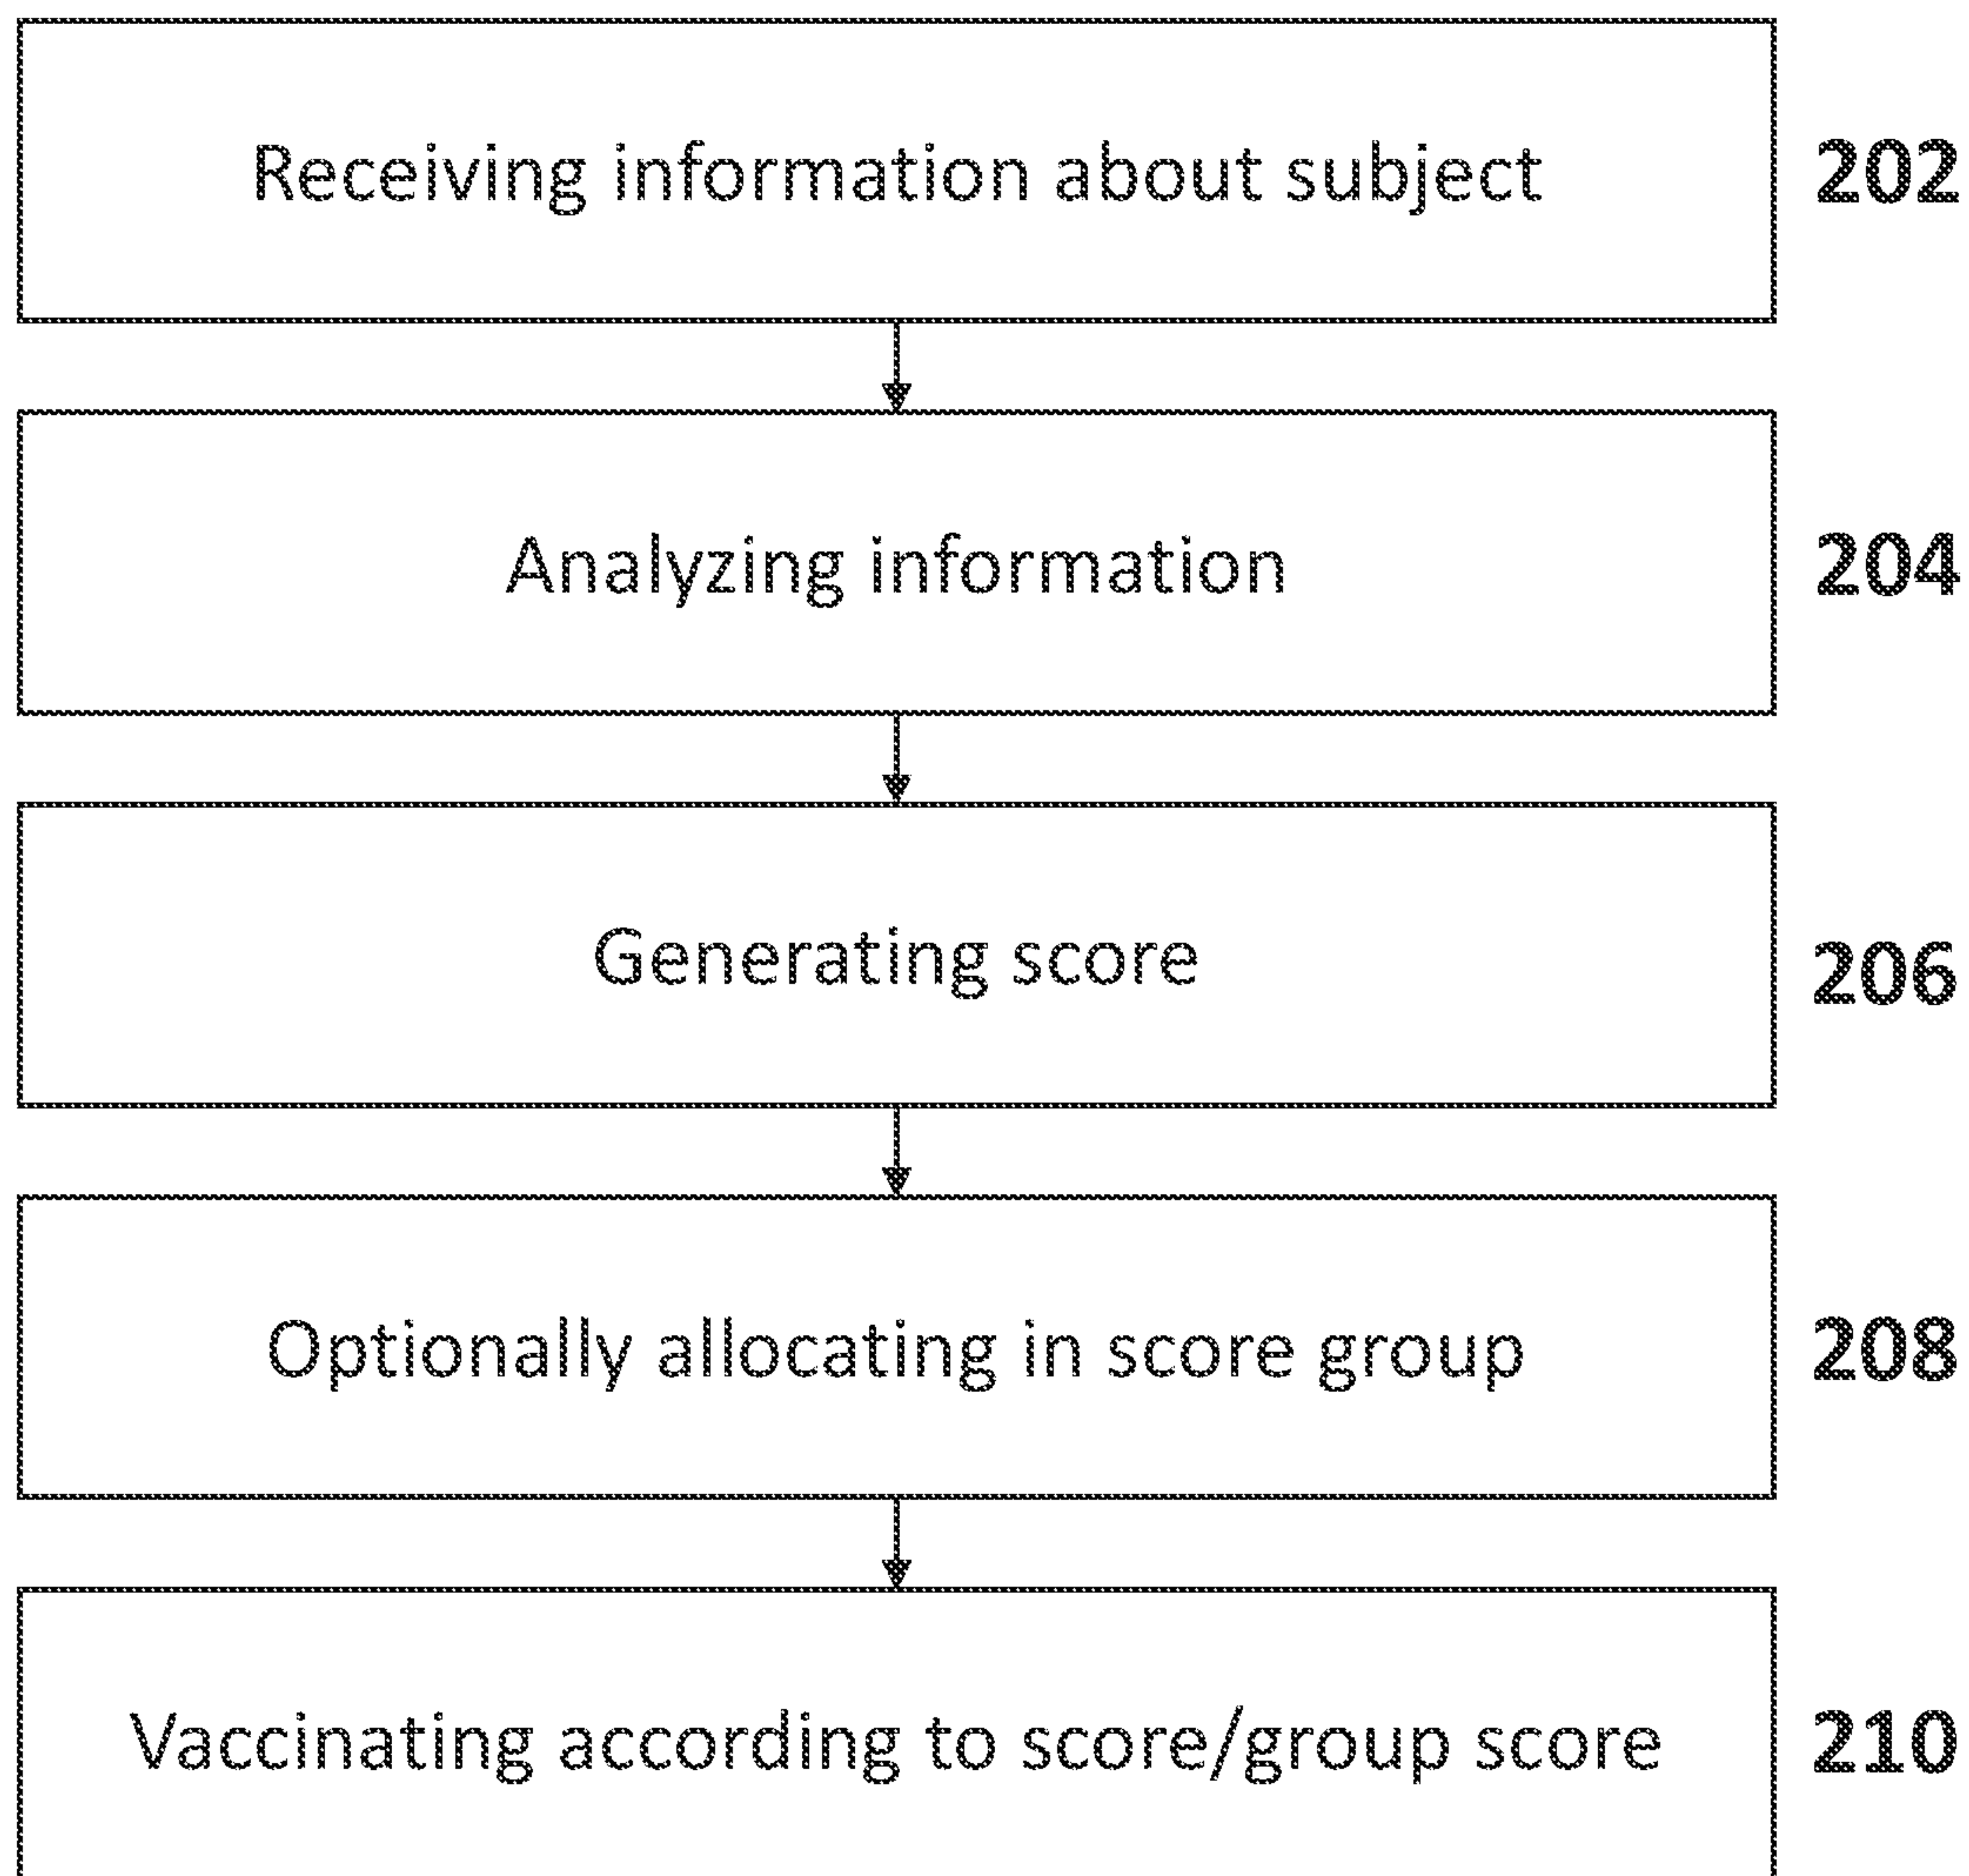 Receiving information about subject 202
Analyzing information 204
Generating score 206
Optionally allocating in score group 208
Vaccinating according to score/group score 210